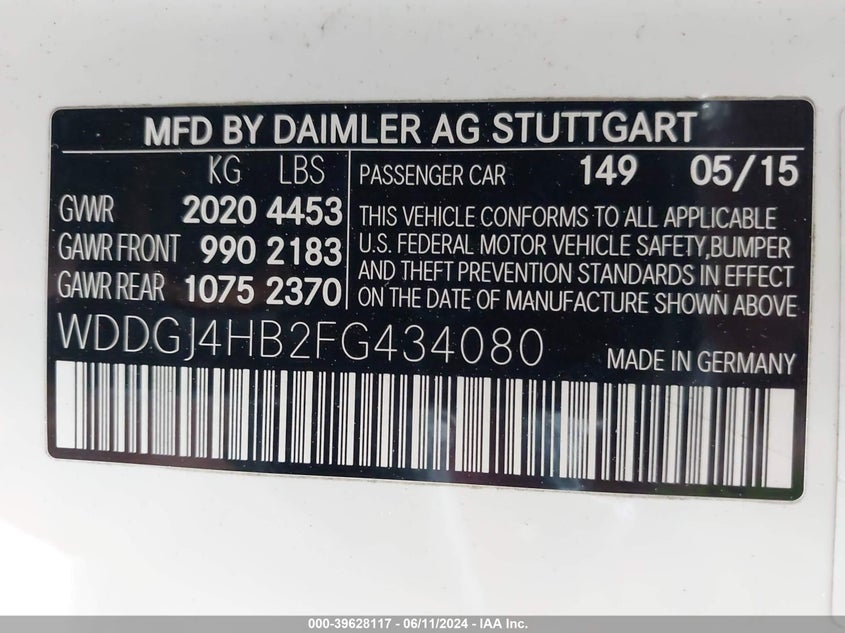 MFD BY DAIMLER AG STUTTGART
KG LBS
GVWR 2020 4453
GAWR FRONT 990 2183
GAWR REAR 1075 2370
PASSENGER CAR 149 05/15
THIS VEHICLE CONFORMS TO ALL APPLICABLE
U.S. FEDERAL MOTOR VEHICLE SAFETY,BUMPER
AND THEFT PREVENTION STANDARDS IN EFFECT
ON THE DATE OF MANUFACTURE SHOWN ABOVE.
WDDGJ4HB2FG434080
MADE IN GERMANY
000-39628117 - 06/11/2024 - IAA Inc.